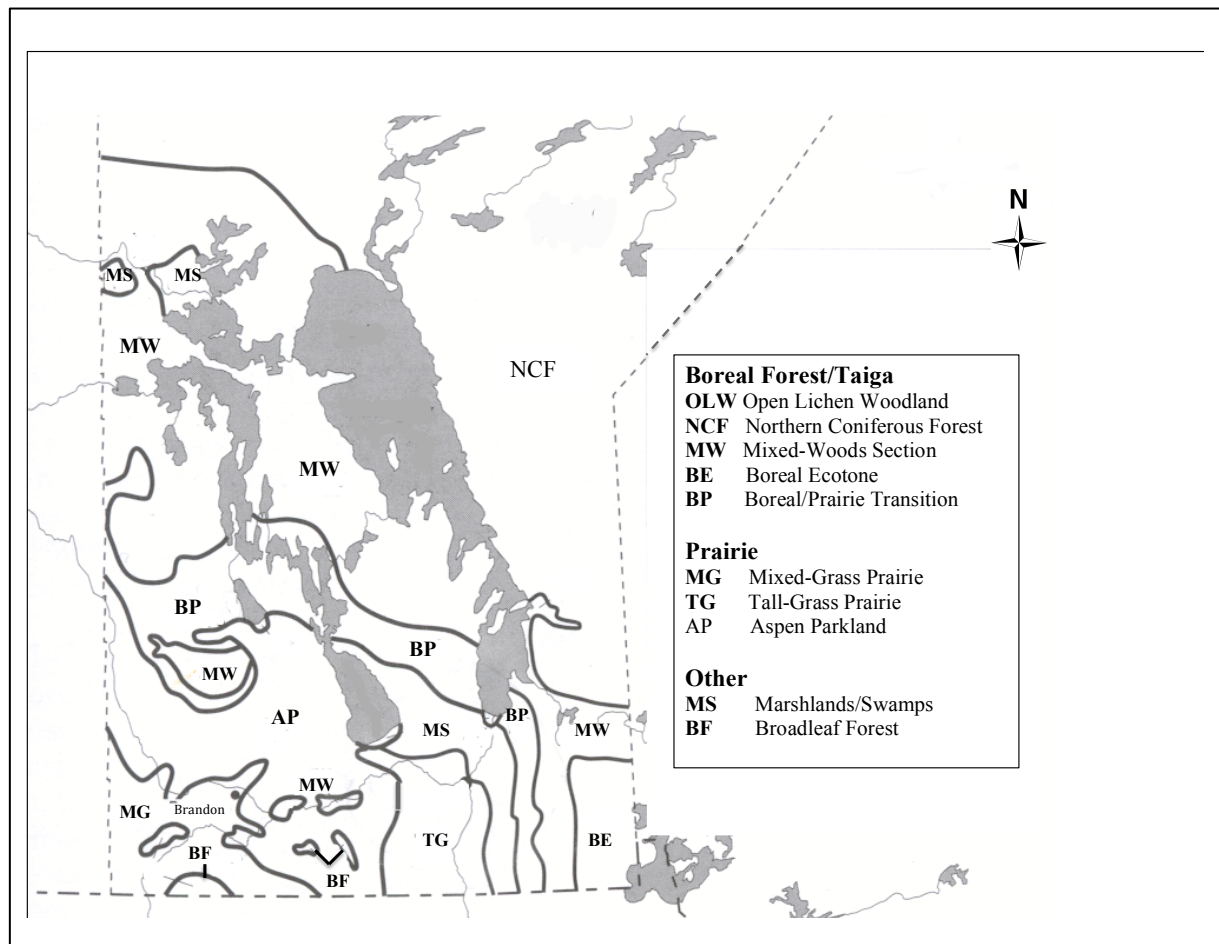 N
MS MS
MW
NCF
MW
BP
BP
MW
AP
MS
BP
MW
MW
MG
Brandon
BF
TG
BE
BF
Boreal Forest/Taiga
OLW Open Lichen Woodland
NCF Northern Coniferous Forest
MW Mixed-Woods Section
BE Boreal Ecotone
BP Boreal/Prairie Transition
Prairie
MG Mixed-Grass Prairie
TG Tall-Grass Prairie
AP Aspen Parkland
Other
MS Marshlands/Swamps
BF Broadleaf Forest